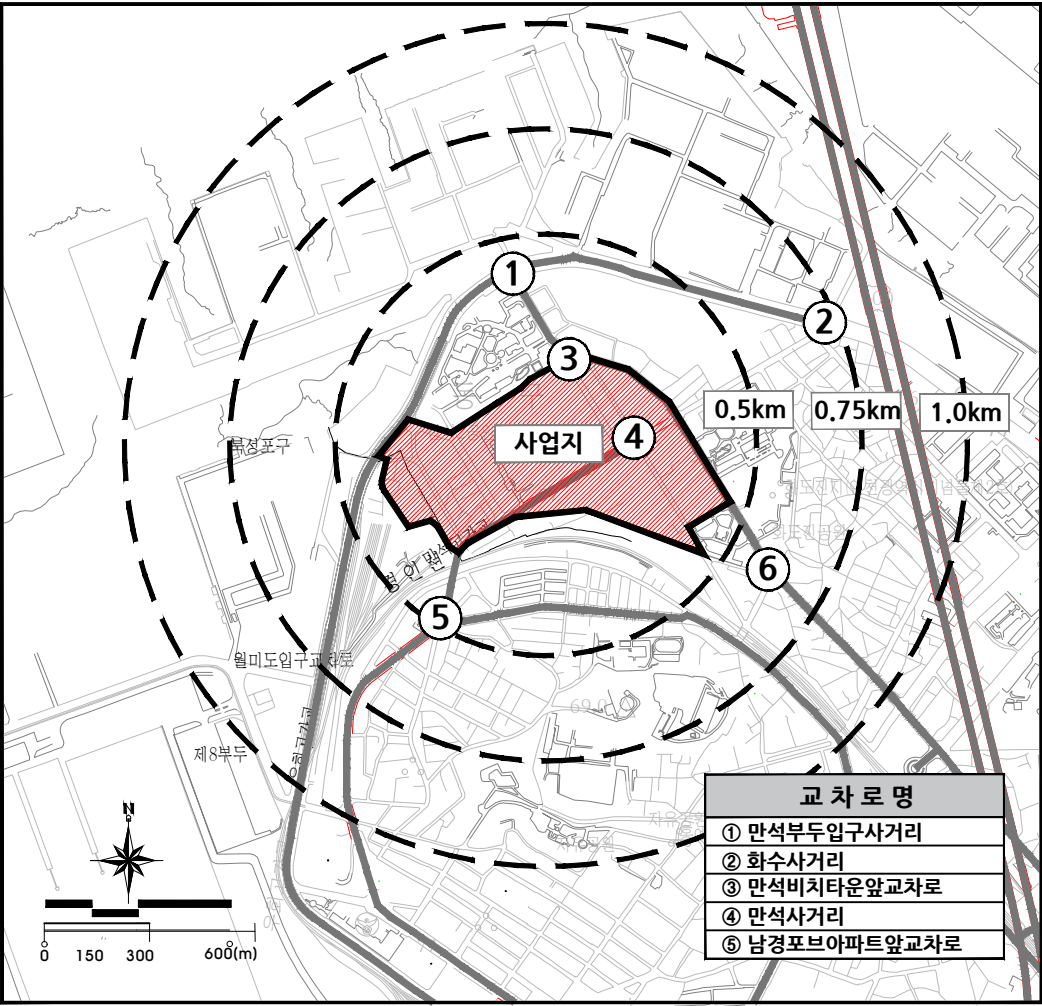 ①
②
③
0.5km
0.75km
1.0km
④
사업지
북성포구
⑥
⑤
월미도입구교차로
제8부두
교 차 로 명
① 만석부두입구사거리
② 화수사거리
③ 만석비치타운앞교차로
④ 만석사거리
⑤ 남경포브아파트앞교차로
N
0 150 300 600(m)